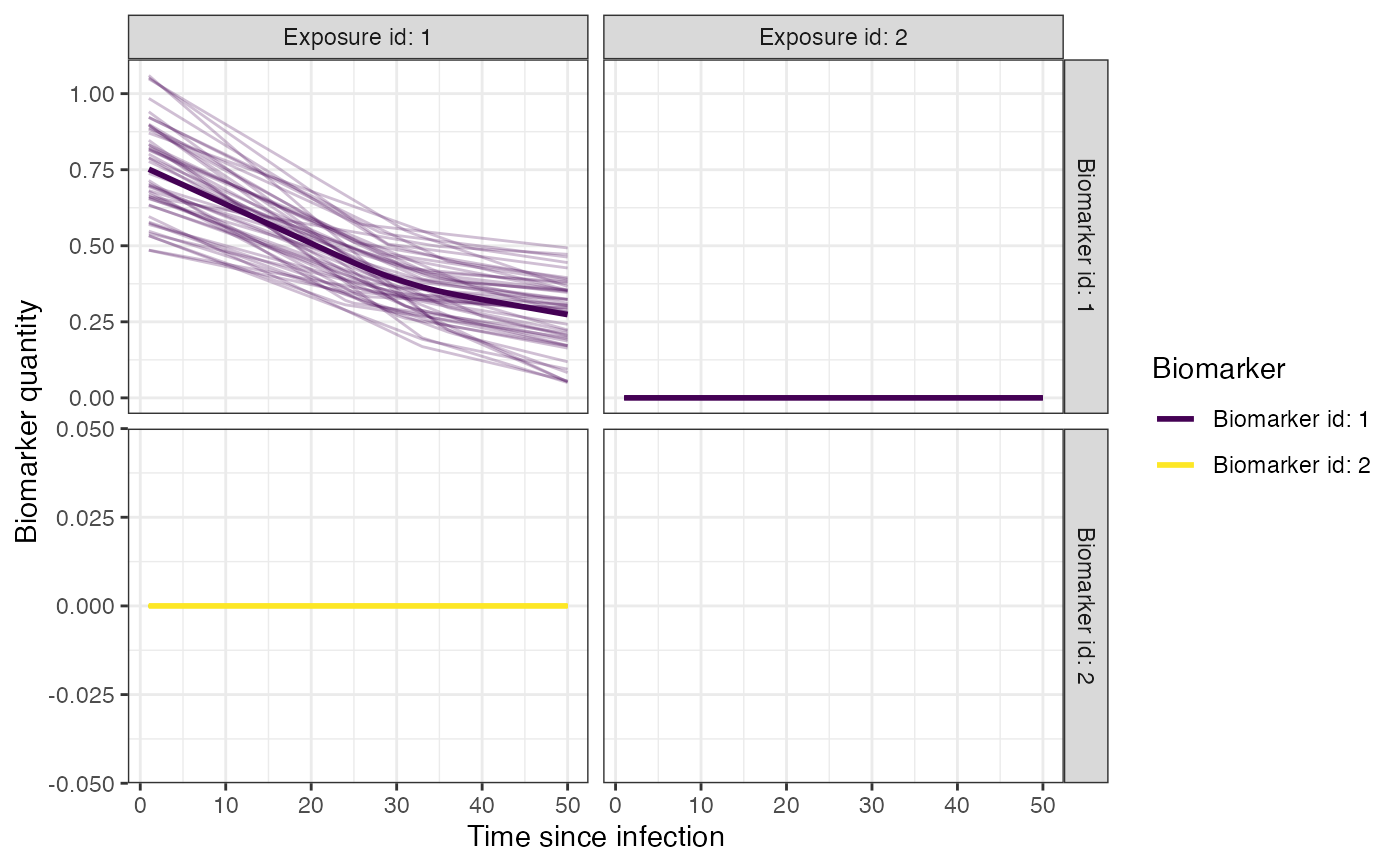 Exposure id: 1
Exposure id: 2
1.00
0.75
0.50
0.25
0.00
Biomarker id: 1
0.050
0.025
0.000
-0.025
-0.050
Biomarker id: 2
Biomarker quantity
0 10 20 30 40 50
0 10 20 30 40 50
Time since infection
Biomarker
Biomarker id: 1
Biomarker id: 2